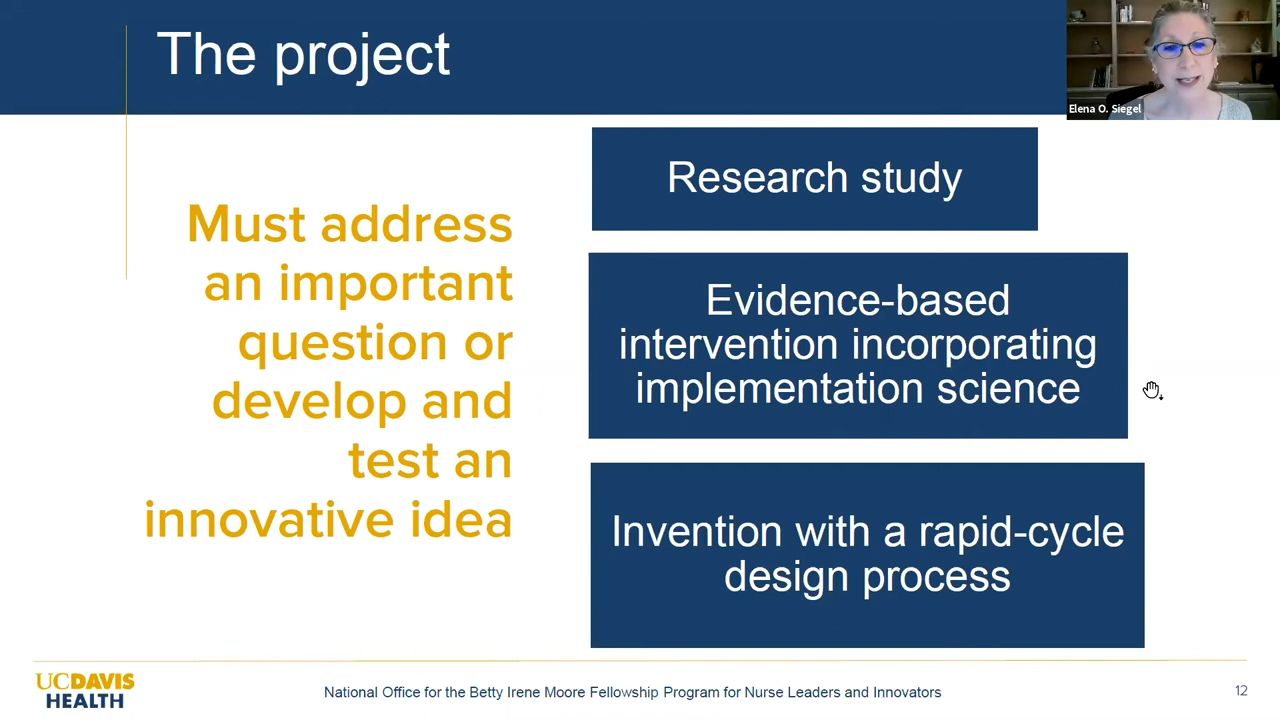 The project
Elena O. Siegel
Must address
an important
question or
develop and
test an
innovative idea
Research study
Evidence-based
intervention incorporating
implementation science
Invention with a rapid-cycle
design process
UCDAVIS
HEALTH
National Office for the Betty Irene Moore Fellowship Program for Nurse Leaders and Innovators
12